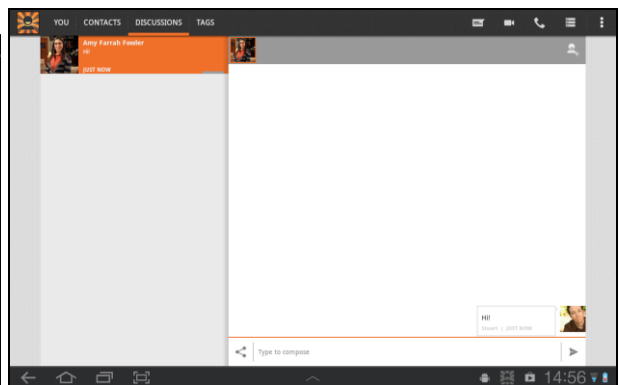 YOU CONTACTS DISCUSSIONS TAGS
Amy Farrah Fowler
Hi!
JUST NOW
Hi!
Stuart | JUST NOW
Type to compose
14:56